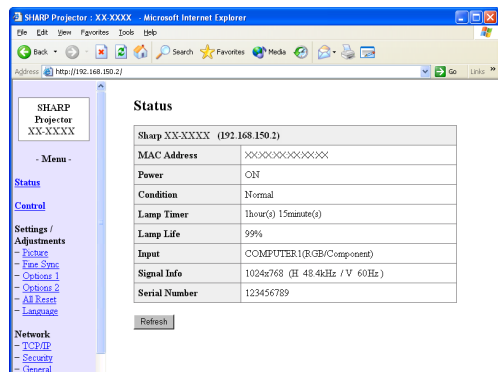 SHARP Projector : XX-XXXX - Microsoft Internet Explorer
File Edit View Favorites Tools Help
Back Search Favorites Media
Address http://192.168.150.2/ Go Links »
SHARP
Projector
XX-XXXX
- Menu -
Status
Control
Settings /
Adjustments
– Picture
– Fine Sync
– Options 1
– Options 2
– All Reset
– Language
Network
– TCP/IP
– Security
– General
Status
Sharp XX-XXXX (192.168.150.2)
MAC Address XXXXXXXXXXXX
Power ON
Condition Normal
Lamp Timer 1hour(s) 15minute(s)
Lamp Life 99%
Input COMPUTER1(RGB/Component)
Signal Info 1024x768 (H 48.4kHz / V 60Hz )
Serial Number 123456789
Refresh